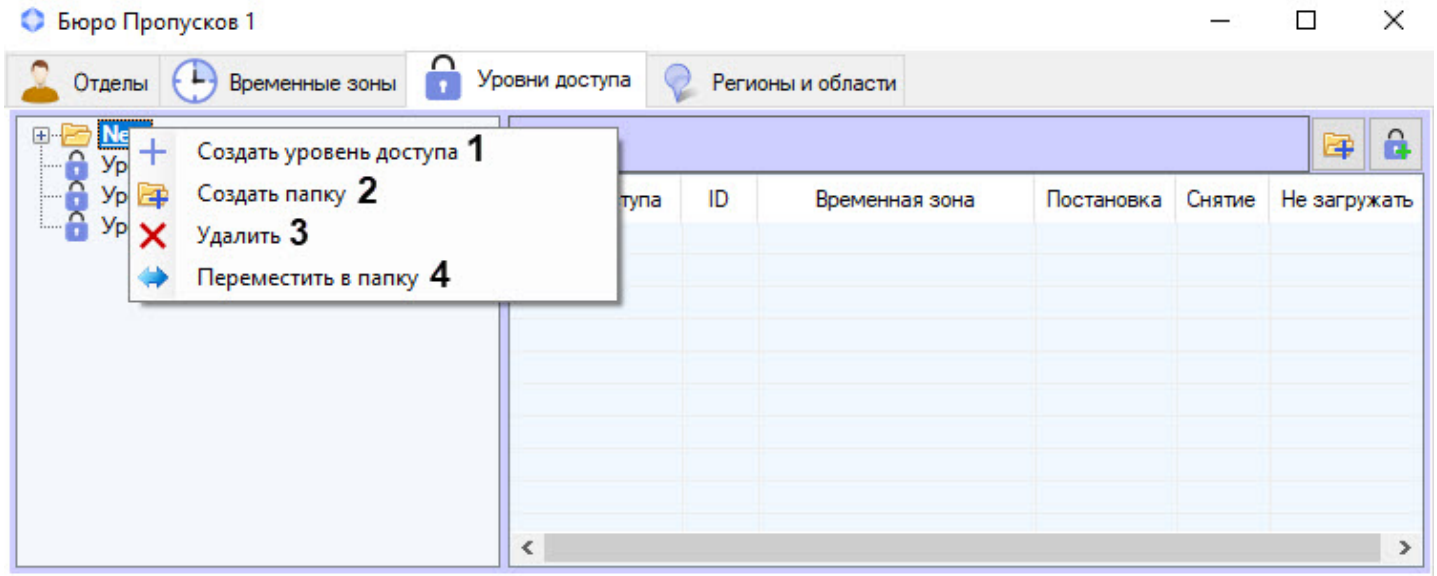 Бюро Пропусков 1
Отделы Временные зоны Уровни доступа Регионы и области
Создать уровень доступа 1
Создать папку 2
Удалить 3
Переместить в папку 4
ID Временная зона Постановка Снятие Не загружать